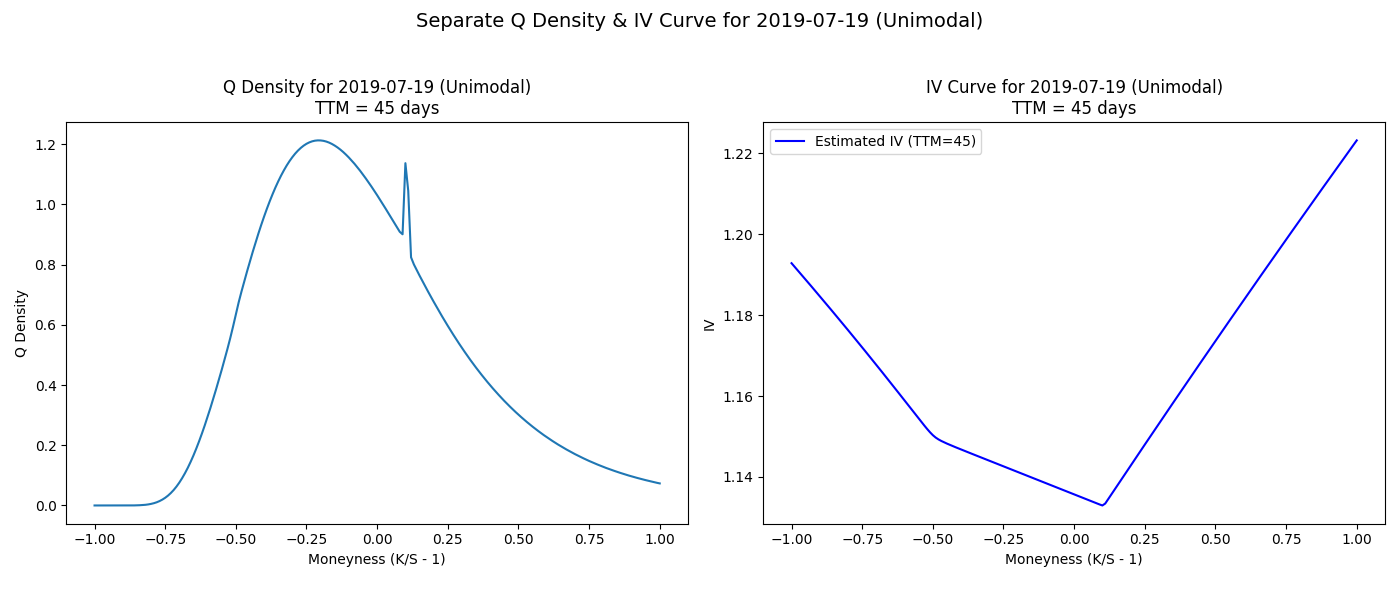 Separate Q Density & IV Curve for 2019-07-19 (Unimodal)
Q Density for 2019-07-19 (Unimodal)
TTM = 45 days
1.2
1.0
0.8
0.6
0.4
0.2
0.0
Q Density
−1.00 −0.75 −0.50 −0.25 0.00 0.25 0.50 0.75 1.00
Moneyness (K/S - 1)
IV Curve for 2019-07-19 (Unimodal)
TTM = 45 days
Estimated IV (TTM=45)
1.22
1.20
1.18
1.16
1.14
IV
−1.00 −0.75 −0.50 −0.25 0.00 0.25 0.50 0.75 1.00
Moneyness (K/S - 1)